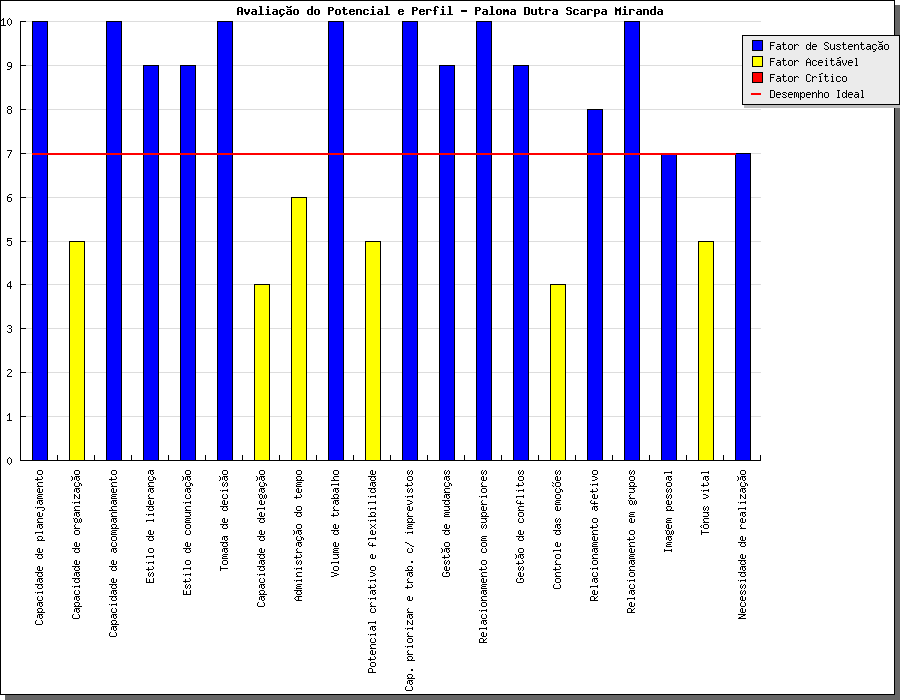 Avaliação do Potencial e Perfil - Paloma Dutra Scarpa Miranda
Fator de Sustentação
Fator Aceitável
Fator Crítico
Desempenho Ideal
10
9
8
7
6
5
4
3
2
1
0
Capacidade de planejamento
Capacidade de organização
Capacidade de acompanhamento
Estilo de liderança
Estilo de comunicação
Tomada de decisão
Capacidade de delegação
Administração do tempo
Volume de trabalho
Potencial criativo e flexibilidade
Cap. priorizar e trab. c/ imprevistos
Gestão de mudanças
Relacionamento com superiores
Gestão de conflitos
Controle das emoções
Relacionamento afetivo
Relacionamento em grupos
Imagem pessoal
Tônus vital
Necessidade de realização